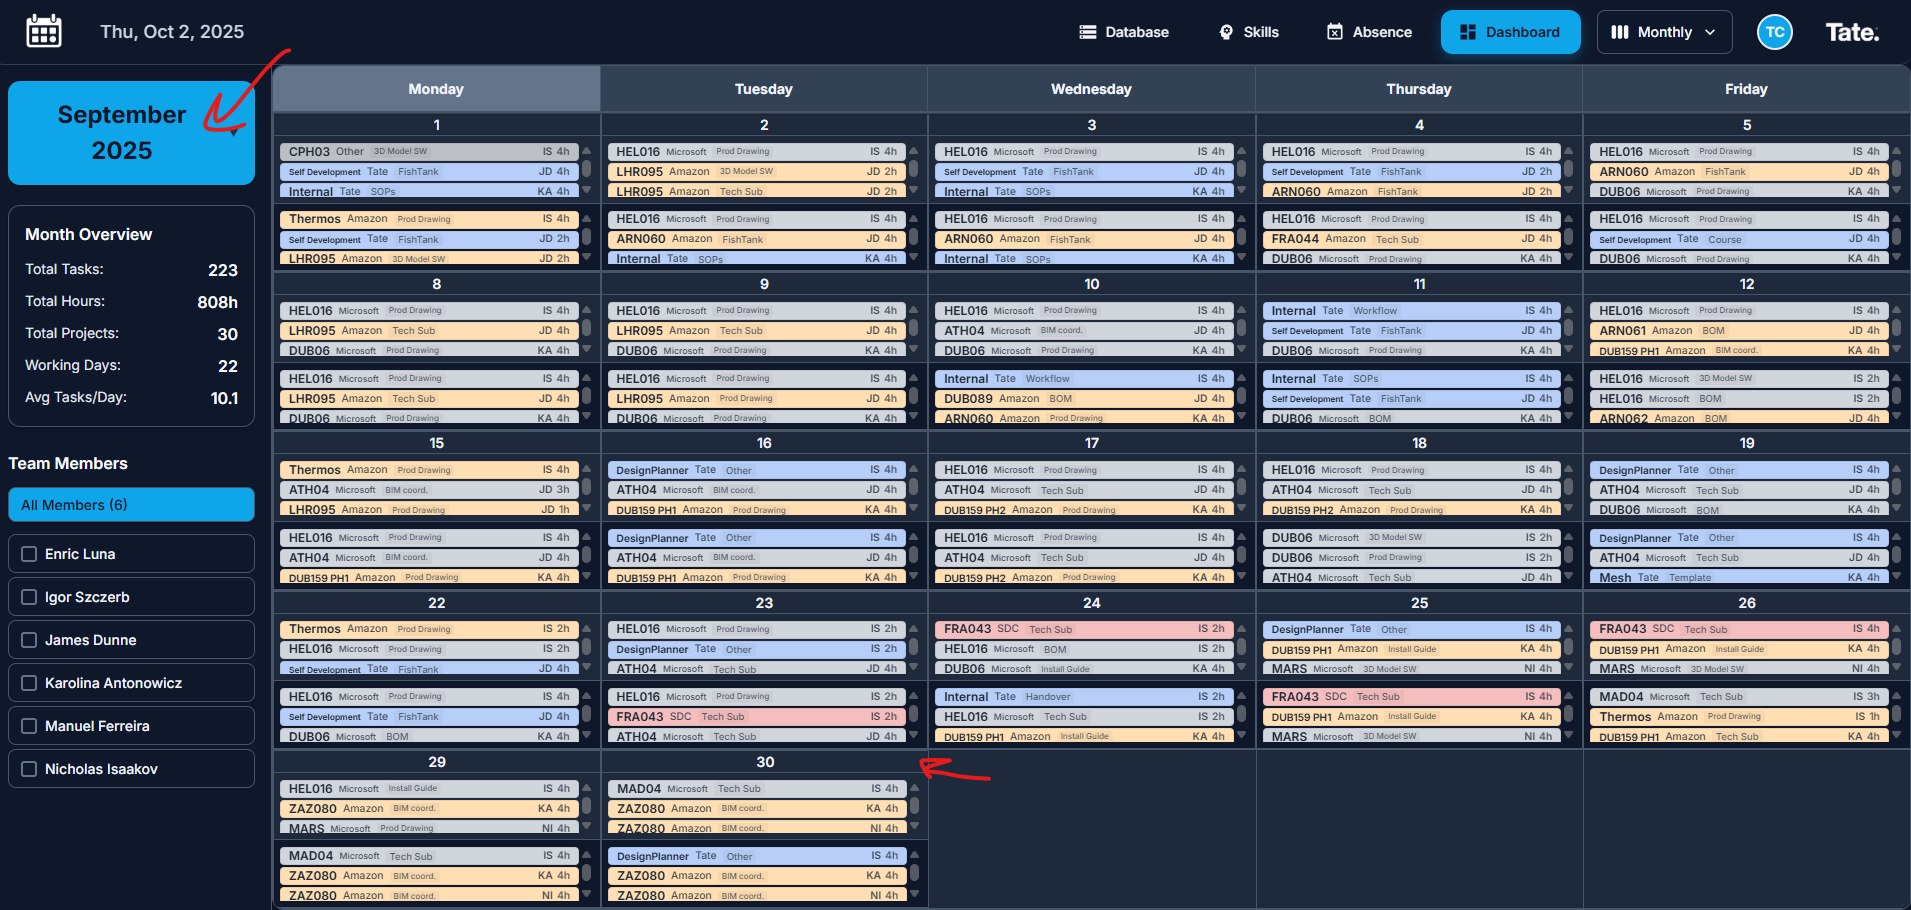 Thu, Oct 2, 2025
Database
Skills
Absence
Dashboard
Monthly
TC
Tate.
September
2025
Month Overview
Total Tasks: 223
Total Hours: 808h
Total Projects: 30
Working Days: 22
Avg Tasks/Day: 10.1
Team Members
All Members (6)
Enric Luna
Igor Szczerb
James Dunne
Karolina Antonowicz
Manuel Ferreira
Nicholas Isaakov
Monday Tuesday Wednesday Thursday Friday
1 2 3 4 5
CPH03 Other 3D Model SW IS 4h HEL016 Microsoft Prod Drawing IS 4h HEL016 Microsoft Prod Drawing IS 4h HEL016 Microsoft Prod Drawing IS 4h HEL016 Microsoft Prod Drawing IS 4h
Self Development Tate FishTank JD 4h LHR095 Amazon 3D Model SW JD 2h Self Development Tate FishTank JD 4h Self Development Tate FishTank JD 2h ARN060 Amazon FishTank JD 4h
Internal Tate SOPs KA 4h LHR095 Amazon Tech Sub JD 2h Internal Tate SOPs KA 4h ARN060 Amazon FishTank JD 2h DUB06 Microsoft Prod Drawing KA 4h
Thermos Amazon Prod Drawing IS 4h HEL016 Microsoft Prod Drawing IS 4h HEL016 Microsoft Prod Drawing IS 4h HEL016 Microsoft Prod Drawing IS 4h HEL016 Microsoft Prod Drawing IS 4h
Self Development Tate FishTank JD 2h ARN060 Amazon FishTank JD 4h ARN060 Amazon FishTank JD 4h FRA044 Amazon Tech Sub JD 4h Self Development Tate Course JD 4h
LHR095 Amazon 3D Model SW JD 2h Internal Tate SOPs KA 4h Internal Tate SOPs KA 4h DUB06 Microsoft Prod Drawing KA 4h DUB06 Microsoft Prod Drawing KA 4h
8 9 10 11 12
HEL016 Microsoft Prod Drawing IS 4h HEL016 Microsoft Prod Drawing IS 4h HEL016 Microsoft Prod Drawing IS 4h Internal Tate Workflow IS 4h HEL016 Microsoft Prod Drawing IS 4h
LHR095 Amazon Tech Sub JD 4h LHR095 Amazon Tech Sub JD 4h ATH04 Microsoft BIM coord. JD 4h Self Development Tate FishTank JD 4h ARN061 Amazon BOM JD 4h
DUB06 Microsoft Prod Drawing KA 4h DUB06 Microsoft Prod Drawing KA 4h DUB06 Microsoft Prod Drawing KA 4h DUB06 Microsoft Prod Drawing KA 4h DUB159 PH1 Amazon BIM coord. KA 4h
HEL016 Microsoft Prod Drawing IS 4h HEL016 Microsoft Prod Drawing IS 4h Internal Tate Workflow IS 4h Internal Tate SOPs IS 4h HEL016 Microsoft 3D Model SW IS 2h
LHR095 Amazon Tech Sub JD 4h LHR095 Amazon Prod Drawing JD 4h DUB089 Amazon BOM JD 4h Self Development Tate FishTank JD 4h HEL016 Microsoft BOM IS 2h
DUB06 Microsoft Prod Drawing KA 4h DUB06 Microsoft Prod Drawing KA 4h ARN060 Amazon Prod Drawing KA 4h DUB06 Microsoft BOM KA 4h ARN062 Amazon BOM JD 4h
15 16 17 18 19
Thermos Amazon Prod Drawing IS 4h DesignPlanner Tate Other IS 4h HEL016 Microsoft Prod Drawing IS 4h HEL016 Microsoft Prod Drawing IS 4h DesignPlanner Tate Other IS 4h
ATH04 Microsoft BIM coord. JD 3h ATH04 Microsoft BIM coord. JD 4h ATH04 Microsoft Tech Sub JD 4h ATH04 Microsoft Tech Sub JD 4h ATH04 Microsoft Tech Sub JD 4h
LHR095 Amazon Prod Drawing JD 1h DUB159 PH1 Amazon Prod Drawing KA 4h DUB159 PH2 Amazon Prod Drawing KA 4h DUB159 PH2 Amazon Prod Drawing KA 4h DUB06 Microsoft BOM KA 4h
HEL016 Microsoft Prod Drawing IS 4h DesignPlanner Tate Other IS 4h HEL016 Microsoft Prod Drawing IS 4h DUB06 Microsoft 3D Model SW IS 2h DesignPlanner Tate Other IS 4h
ATH04 Microsoft BIM coord. JD 4h ATH04 Microsoft BIM coord. JD 4h ATH04 Microsoft Tech Sub JD 4h DUB06 Microsoft Prod Drawing IS 2h ATH04 Microsoft Tech Sub JD 4h
DUB159 PH1 Amazon Prod Drawing KA 4h DUB159 PH1 Amazon Prod Drawing KA 4h DUB159 PH2 Amazon Prod Drawing KA 4h ATH04 Microsoft Tech Sub JD 4h Mesh Tate Template KA 4h
22 23 24 25 26
Thermos Amazon Prod Drawing IS 2h HEL016 Microsoft Prod Drawing IS 2h FRA043 SDC Tech Sub IS 2h DesignPlanner Tate Other IS 4h FRA043 SDC Tech Sub IS 4h
HEL016 Microsoft Prod Drawing IS 2h DesignPlanner Tate Other IS 2h HEL016 Microsoft BOM IS 2h DUB159 PH1 Amazon Install Guide KA 4h DUB159 PH1 Amazon Install Guide KA 4h
Self Development Tate FishTank JD 4h ATH04 Microsoft Tech Sub JD 4h DUB06 Microsoft Install Guide KA 4h MARS Microsoft 3D Model SW NI 4h MARS Microsoft 3D Model SW NI 4h
HEL016 Microsoft Prod Drawing IS 4h HEL016 Microsoft Prod Drawing IS 2h Internal Tate Handover IS 2h FRA043 SDC Tech Sub IS 4h MAD04 Microsoft Tech Sub IS 3h
Self Development Tate FishTank JD 4h FRA043 SDC Tech Sub IS 2h HEL016 Microsoft Tech Sub IS 2h DUB159 PH1 Amazon Install Guide KA 4h Thermos Amazon Prod Drawing IS 1h
DUB06 Microsoft BOM KA 4h ATH04 Microsoft Tech Sub JD 4h DUB159 PH1 Amazon Install Guide KA 4h MARS Microsoft 3D Model SW NI 4h DUB159 PH1 Amazon Tech Sub KA 4h
29 30
HEL016 Microsoft Install Guide IS 4h MAD04 Microsoft Tech Sub IS 4h
ZAZ080 Amazon BIM coord. KA 4h ZAZ080 Amazon BIM coord. KA 4h
MARS Microsoft Prod Drawing NI 4h ZAZ080 Amazon BIM coord. NI 4h
MAD04 Microsoft Tech Sub IS 4h DesignPlanner Tate Other IS 4h
ZAZ080 Amazon BIM coord. KA 4h ZAZ080 Amazon BIM coord. KA 4h
ZAZ080 Amazon BIM coord. NI 4h ZAZ080 Amazon BIM coord. NI 4h